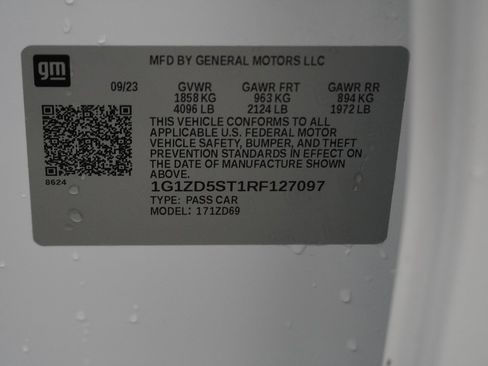 gm
MFD BY GENERAL MOTORS LLC
09/23 GVWR GAWR FRT GAWR RR
1858 KG 963 KG 894 KG
4096 LB 2124 LB 1972 LB
THIS VEHICLE CONFORMS TO ALL
APPLICABLE U.S. FEDERAL MOTOR
VEHICLE SAFETY, BUMPER, AND THEFT
PREVENTION STANDARDS IN EFFECT ON
THE DATE OF MANUFACTURE SHOWN
ABOVE.
8624
1G1ZD5ST1RF127097
TYPE: PASS CAR
MODEL: 171ZD69